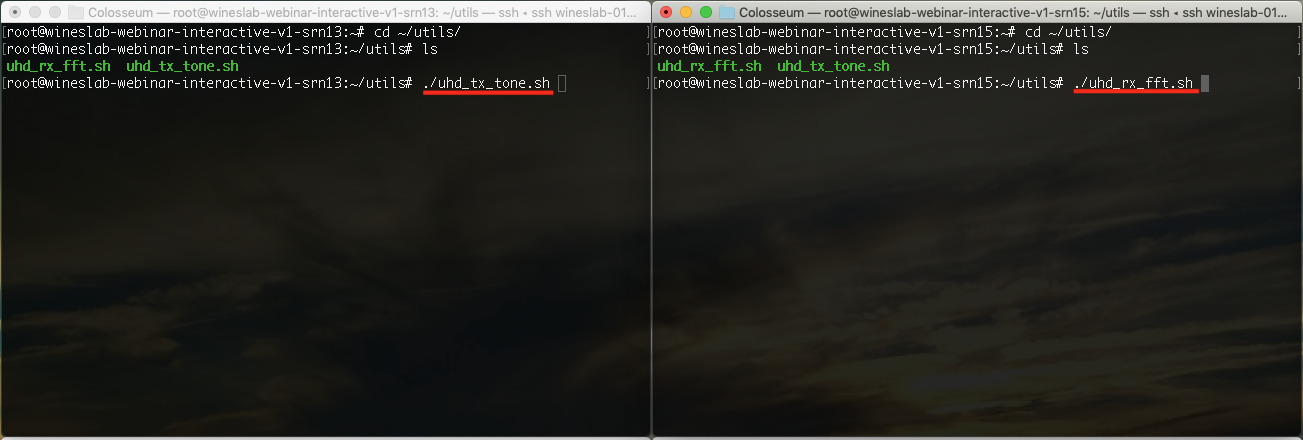 Colosseum — root@wineslab-webinar-interactive-v1-srn13: ~/utils — ssh ◂ ssh wineslab-01...
[root@wineslab-webinar-interactive-v1-srn13:~# cd ~/utils/ ]
[root@wineslab-webinar-interactive-v1-srn13:~/utils# ls ]
uhd_rx_fft.sh  uhd_tx_tone.sh
[root@wineslab-webinar-interactive-v1-srn13:~/utils# ./uhd_tx_tone.sh ]
Colosseum — root@wineslab-webinar-interactive-v1-srn15: ~/utils — ssh ◂ ssh wineslab-01...
[root@wineslab-webinar-interactive-v1-srn15:~# cd ~/utils/ ]
[root@wineslab-webinar-interactive-v1-srn15:~/utils# ls ]
uhd_rx_fft.sh  uhd_tx_tone.sh
[root@wineslab-webinar-interactive-v1-srn15:~/utils# ./uhd_rx_fft.sh ]